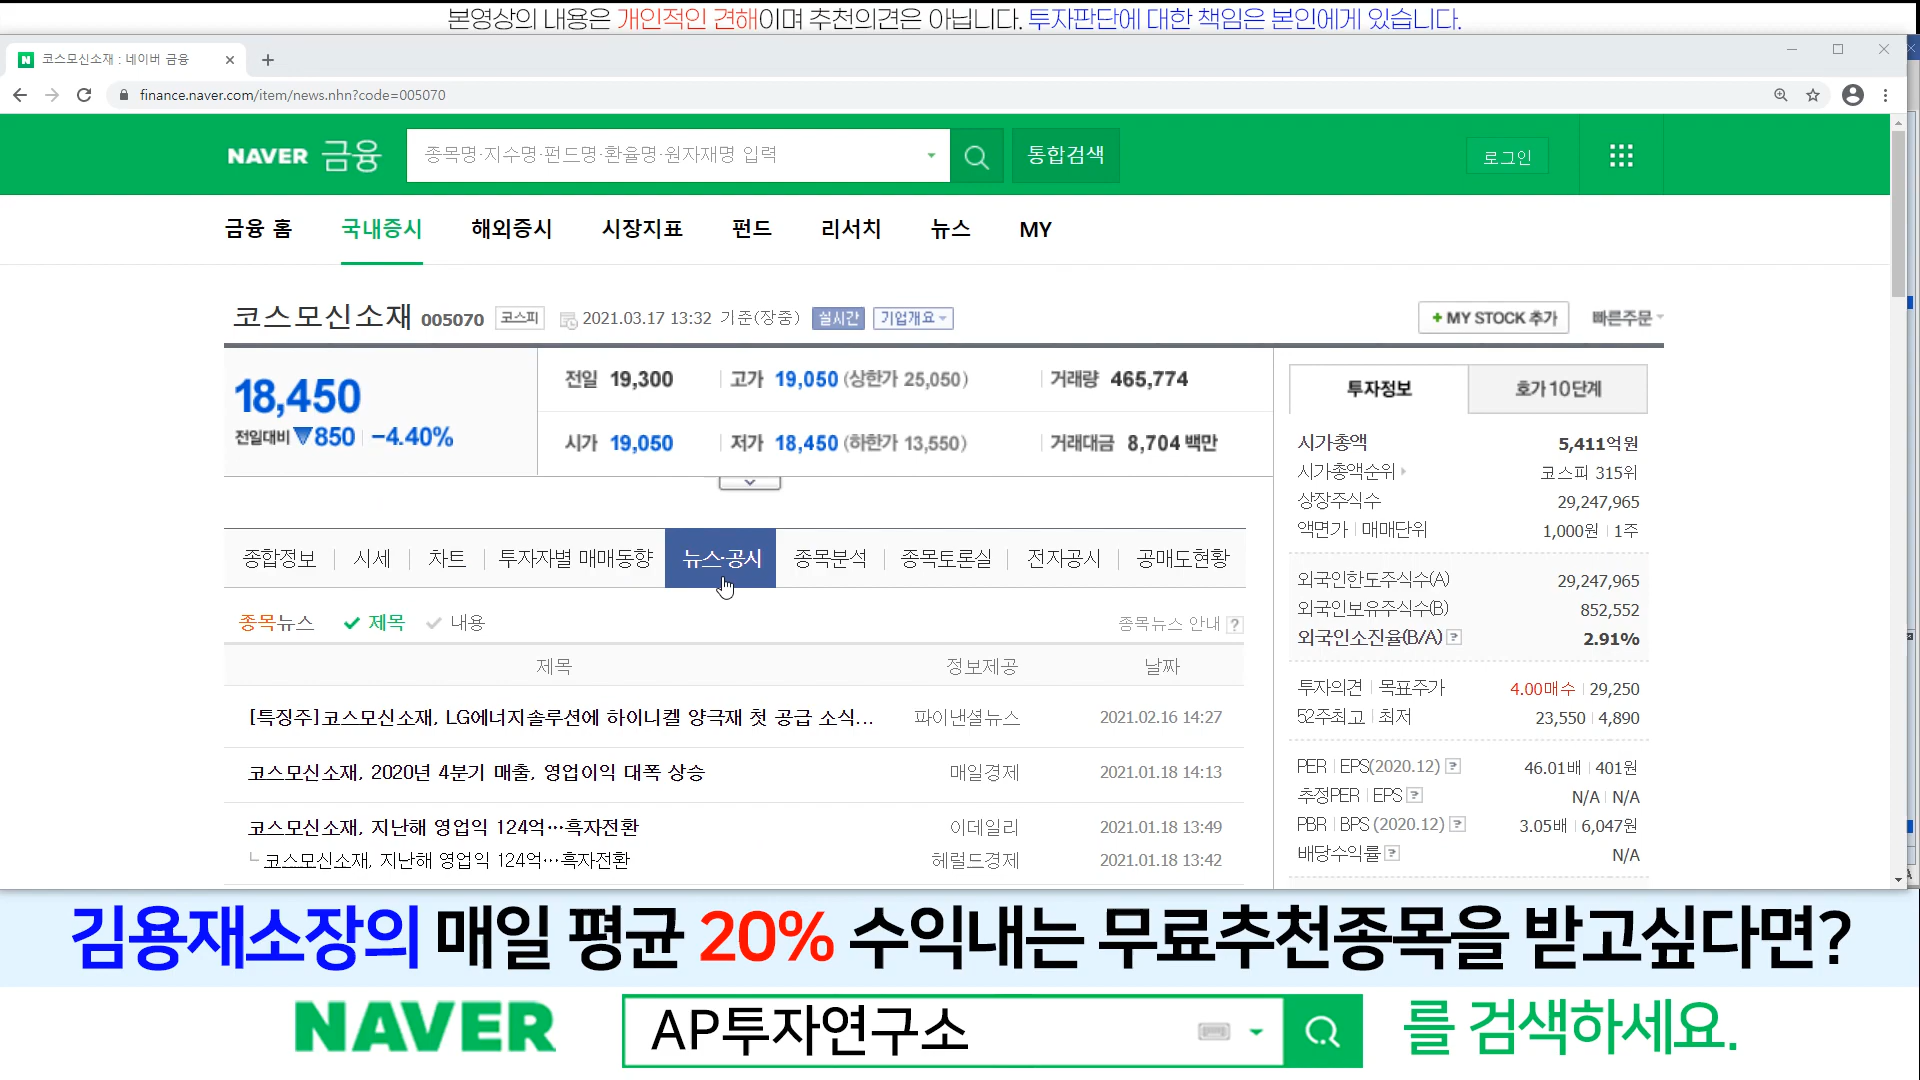 본영상의 내용은 개인적인 견해이며 추천의견은 아닙니다. 투자판단에 대한 책임은 본인에게 있습니다.
코스모신소재 : 네이버 금융
finance.naver.com/item/news.nhn?code=005070
NAVER 금융 종목명·지수명·펀드명·환율명·원자재명 입력 통합검색 로그인
금융 홈 국내증시 해외증시 시장지표 펀드 리서치 뉴스 MY
코스모신소재 005070 코스피 2021.03.17 13:32 기준(장중) 실시간 기업개요 + MY STOCK 추가 빠른주문
18,450
전일대비 ▼850 -4.40%
전일 19,300 고가 19,050 (상한가 25,050) 거래량 465,774
시가 19,050 저가 18,450 (하한가 13,550) 거래대금 8,704 백만
종합정보 시세 차트 투자자별 매매동향 뉴스·공시 종목분석 종목토론실 전자공시 공매도현황
종목뉴스 제목 내용 종목뉴스 안내 ?
제목 정보제공 날짜
[특징주]코스모신소재, LG에너지솔루션에 하이니켈 양극재 첫 공급 소식... 파이낸셜뉴스 2021.02.16 14:27
코스모신소재, 2020년 4분기 매출, 영업이익 대폭 상승 매일경제 2021.01.18 14:13
코스모신소재, 지난해 영업익 124억…흑자전환 이데일리 2021.01.18 13:49
코스모신소재, 지난해 영업익 124억…흑자전환 헤럴드경제 2021.01.18 13:42
투자정보 호가 10단계
시가총액 5,411억원
시가총액순위 코스피 315위
상장주식수 29,247,965
액면가 매매단위 1,000원 1주
외국인한도주식수(A) 29,247,965
외국인보유주식수(B) 852,552
외국인소진율(B/A) ? 2.91%
투자의견 목표주가 4.00매수 29,250
52주최고 최저 23,550 4,890
PER EPS(2020.12) ? 46.01배 401원
추정PER EPS ? N/A N/A
PBR BPS (2020.12) ? 3.05배 6,047원
배당수익률 ? N/A
김용재소장의 매일 평균 20% 수익내는 무료추천종목을 받고싶다면?
NAVER AP투자연구소 를 검색하세요.